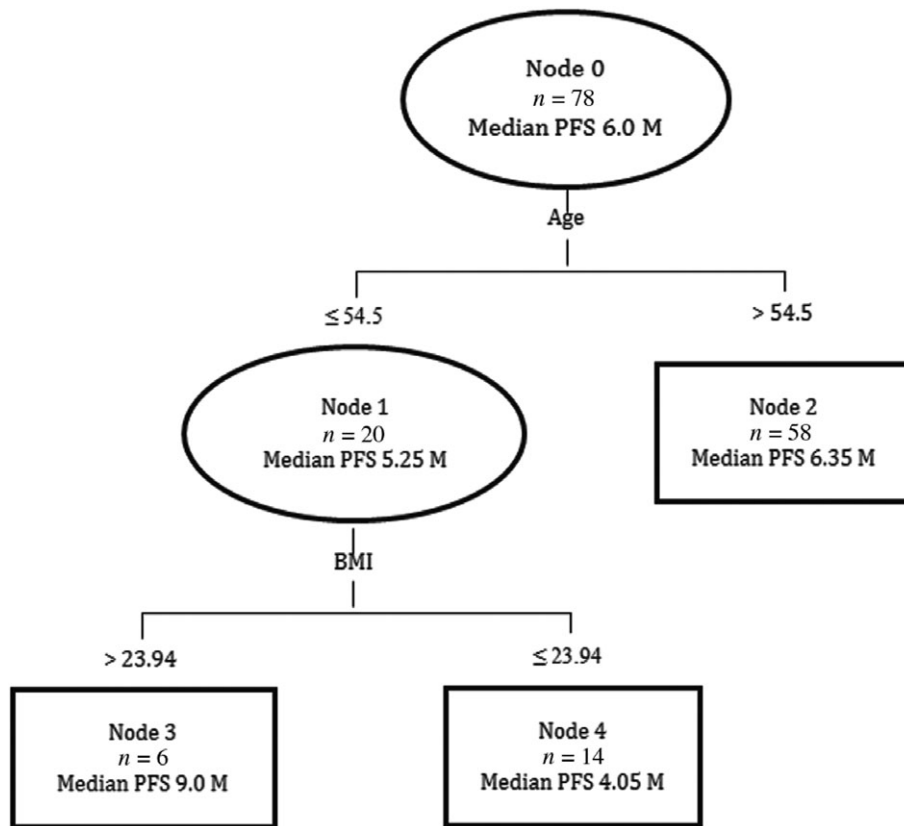 Node 0
n = 78
Median PFS 6.0 M
Age
≤54.5
> 54.5
Node 1
n = 20
Median PFS 5.25 M
Node 2
n = 58
Median PFS 6.35 M
BMI
> 23.94
≤23.94
Node 3
n = 6
Median PFS 9.0 M
Node 4
n = 14
Median PFS 4.05 M